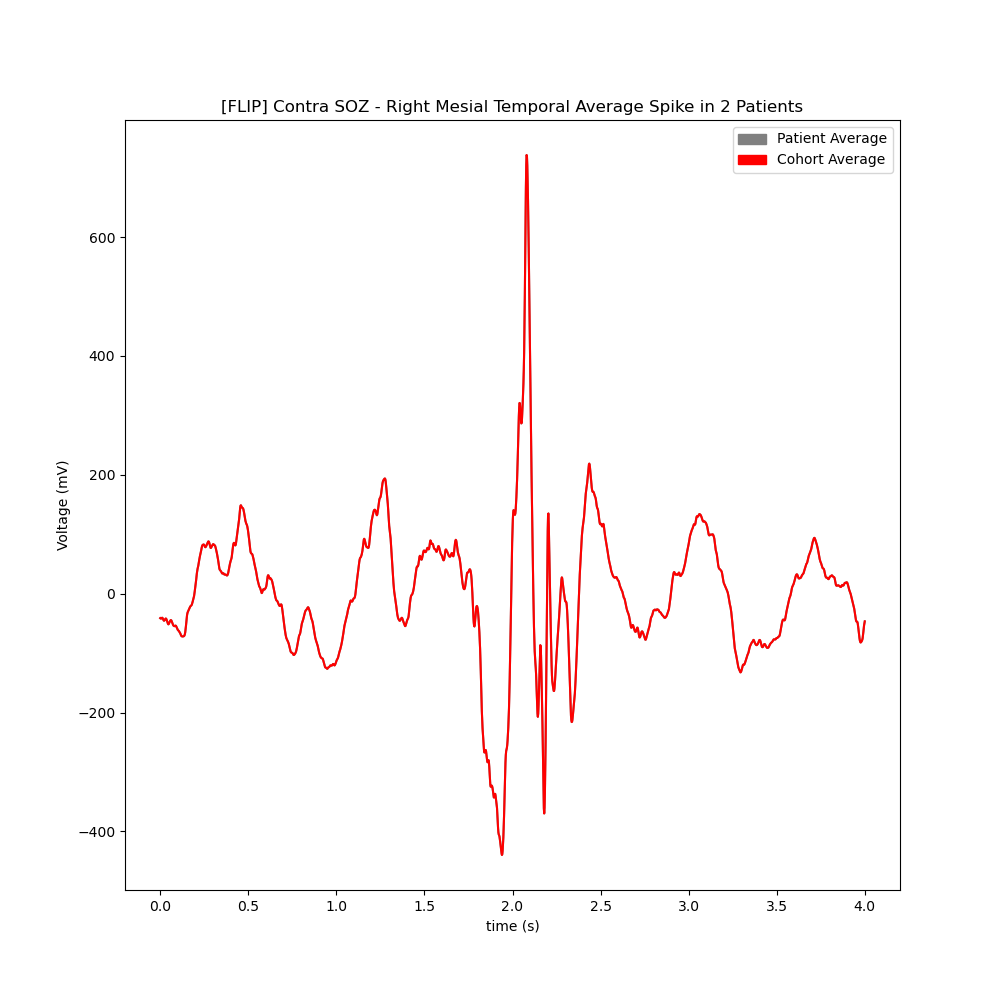 [FLIP] Contra SOZ - Right Mesial Temporal Average Spike in 2 Patients
Patient Average
Cohort Average
Voltage (mV)
600
400
200
0
−200
−400
0.0 0.5 1.0 1.5 2.0 2.5 3.0 3.5 4.0
time (s)